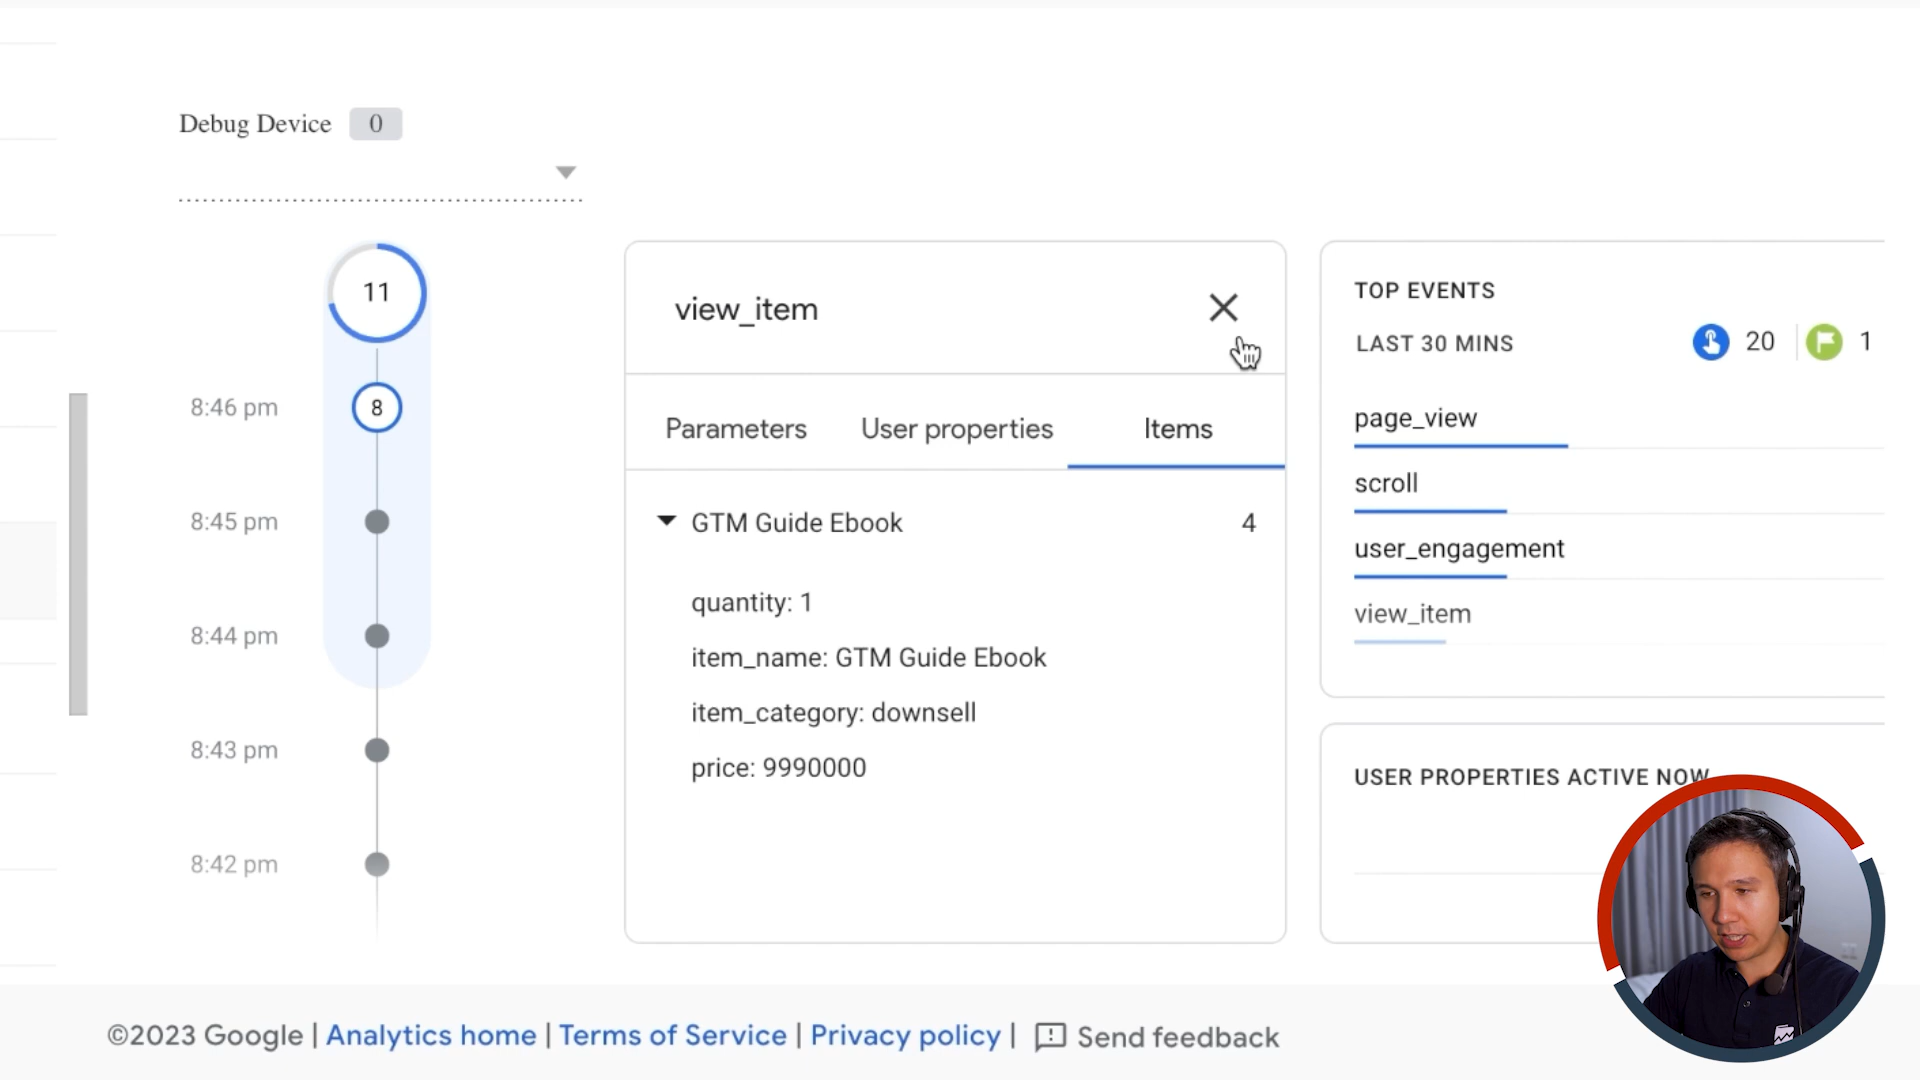 Debug Device 0
11
8:46 pm 8
8:45 pm
8:44 pm
8:43 pm
8:42 pm
view_item
Parameters User properties Items
GTM Guide Ebook 4
quantity: 1
item_name: GTM Guide Ebook
item_category: downsell
price: 9990000
TOP EVENTS
LAST 30 MINS 20 1
page_view
scroll
user_engagement
view_item
USER PROPERTIES ACTIVE NOW
©2023 Google | Analytics home | Terms of Service | Privacy policy | Send feedback